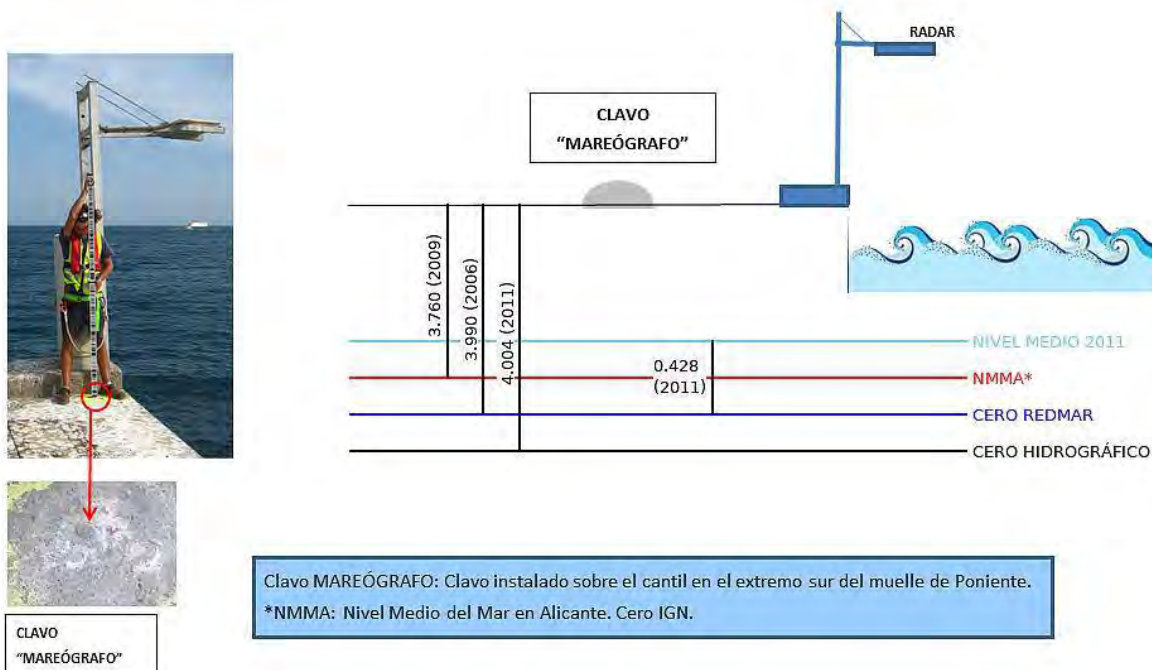 RADAR
CLAVO
“MAREÓGRAFO”
3.760 (2009)
3.990 (2006)
4.004 (2011)
0.428
(2011)
NIVEL MEDIO 2011
NMMA*
CERO REDMAR
CERO HIDROGRÁFICO
Clavo MAREÓGRAFO: Clavo instalado sobre el cantil en el extremo sur del muelle de Poniente.
*NMMA: Nivel Medio del Mar en Alicante. Cero IGN.
CLAVO
“MAREÓGRAFO”